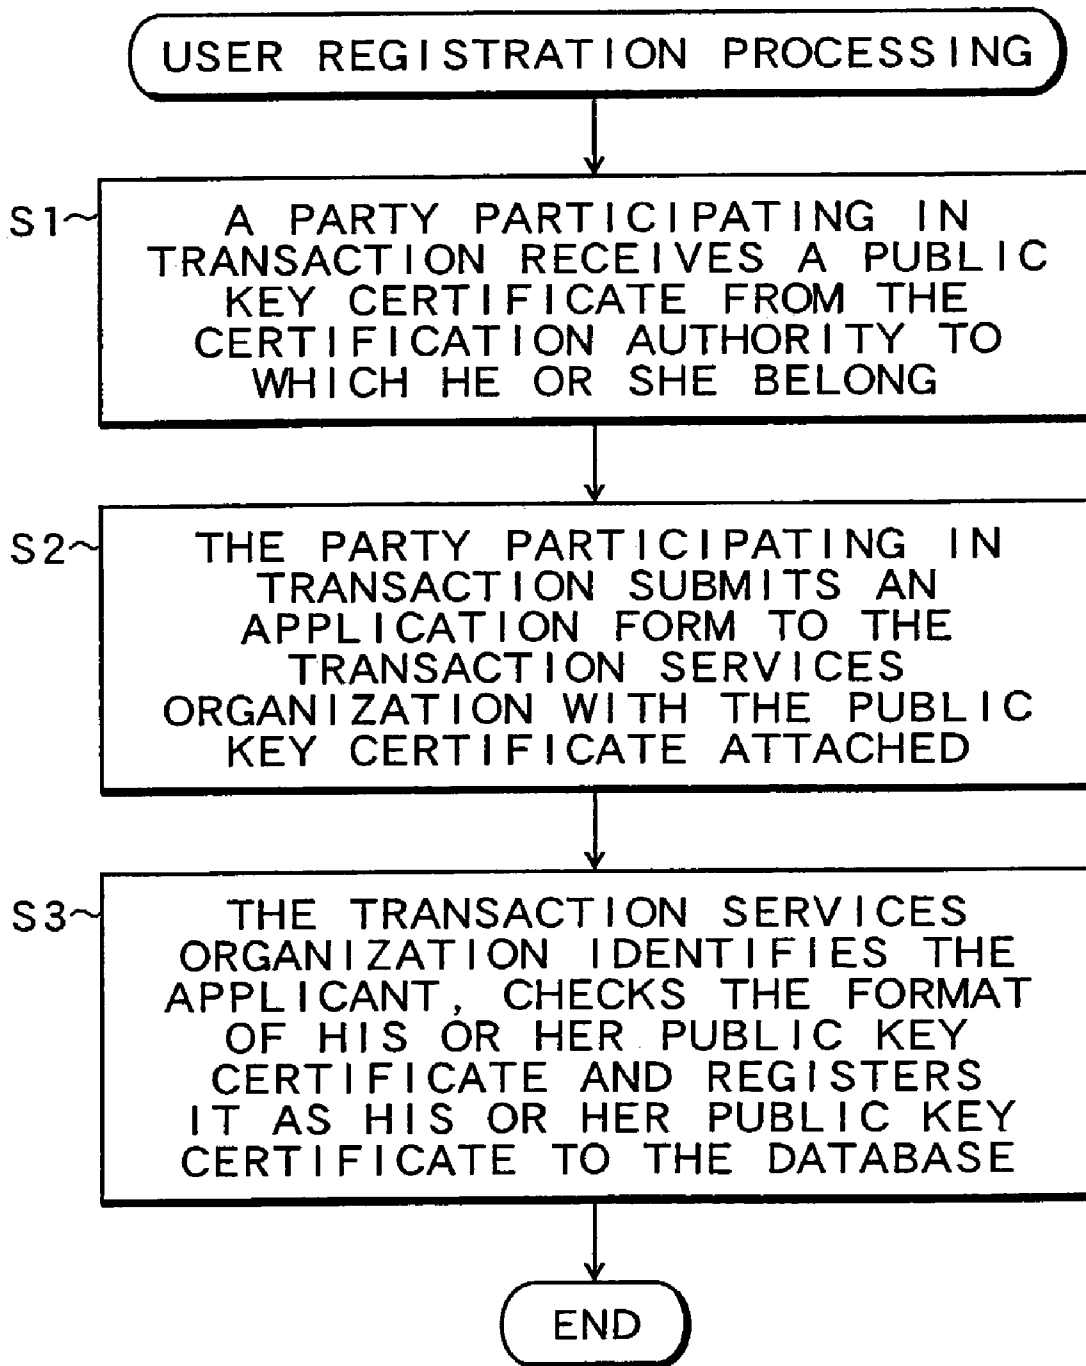 USER REGISTRATION PROCESSING
S1
A PARTY PARTICIPATING IN
TRANSACTION RECEIVES A PUBLIC
KEY CERTIFICATE FROM THE
CERTIFICATION AUTHORITY TO
WHICH HE OR SHE BELONG
S2
THE PARTY PARTICIPATING IN
TRANSACTION SUBMITS AN
APPLICATION FORM TO THE
TRANSACTION SERVICES
ORGANIZATION WITH THE PUBLIC
KEY CERTIFICATE ATTACHED
S3
THE TRANSACTION SERVICES
ORGANIZATION IDENTIFIES THE
APPLICANT, CHECKS THE FORMAT
OF HIS OR HER PUBLIC KEY
CERTIFICATE AND REGISTERS
IT AS HIS OR HER PUBLIC KEY
CERTIFICATE TO THE DATABASE
END